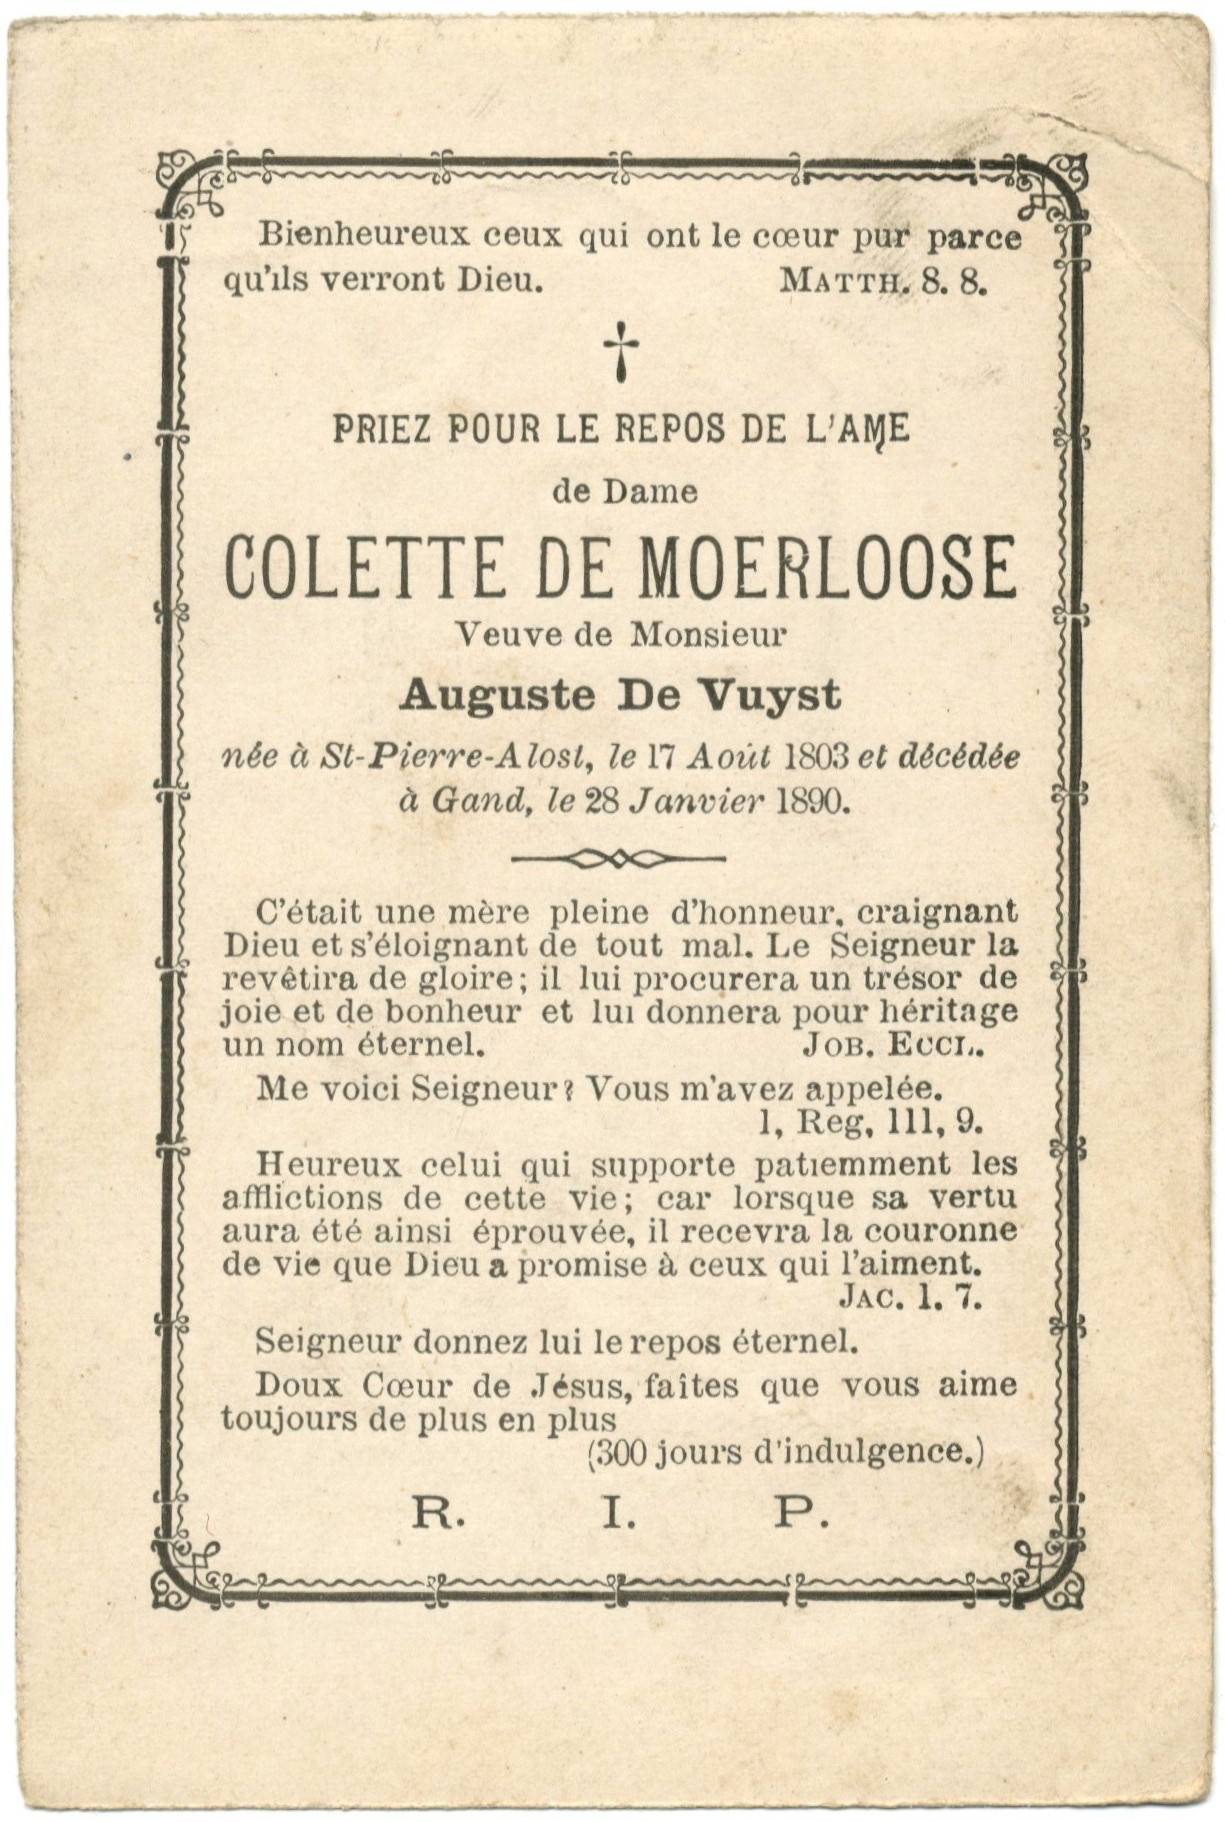 Bienheureux ceux qui ont le cœur pur parce
qu'ils verront Dieu. MATTH. 8. 8.
PRIEZ POUR LE REPOS DE L'AME
de Dame
COLETTE DE MOERLOOSE
Veuve de Monsieur
Auguste De Vuyst
née à St-Pierre-Alost, le 17 Août 1803 et décédée
à Gand, le 28 Janvier 1890.
C'était une mère pleine d'honneur, craignant
Dieu et s'éloignant de tout mal. Le Seigneur la
revêtira de gloire; il lui procurera un trésor de
joie et de bonheur et lui donnera pour héritage
un nom éternel. JOB. ECCL.
Me voici Seigneur? Vous m'avez appelée.
1, Reg, 111, 9.
Heureux celui qui supporte patiemment les
afflictions de cette vie; car lorsque sa vertu
aura été ainsi éprouvée, il recevra la couronne
de vie que Dieu a promise à ceux qui l'aiment.
JAC. 1. 7.
Seigneur donnez lui le repos éternel.
Doux Cœur de Jésus, faîtes que vous aime
toujours de plus en plus
(300 jours d'indulgence.)
R. I. P.